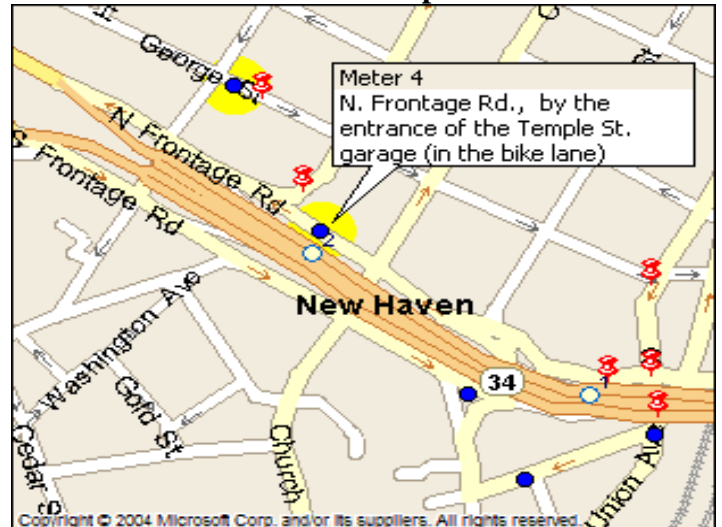 George St.
Meter 4
N. Frontage Rd., by the
entrance of the Temple St.
garage (in the bike lane)
N Frontage Rd
S Frontage Rd
2
New Haven
Washington Ave
34
1
Gold St
Cedar S
Church
Union Av
Copyright © 2004 Microsoft Corp. and/or its suppliers. All rights reserved.